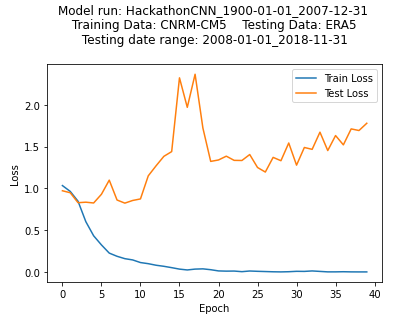 Model run: HackathonCNN_1900-01-01_2007-12-31
Training Data: CNRM-CM5    Testing Data: ERA5
Testing date range: 2008-01-01_2018-11-31
Train Loss
Test Loss
2.0
1.5
1.0
0.5
0.0
Loss
0 5 10 15 20 25 30 35 40
Epoch